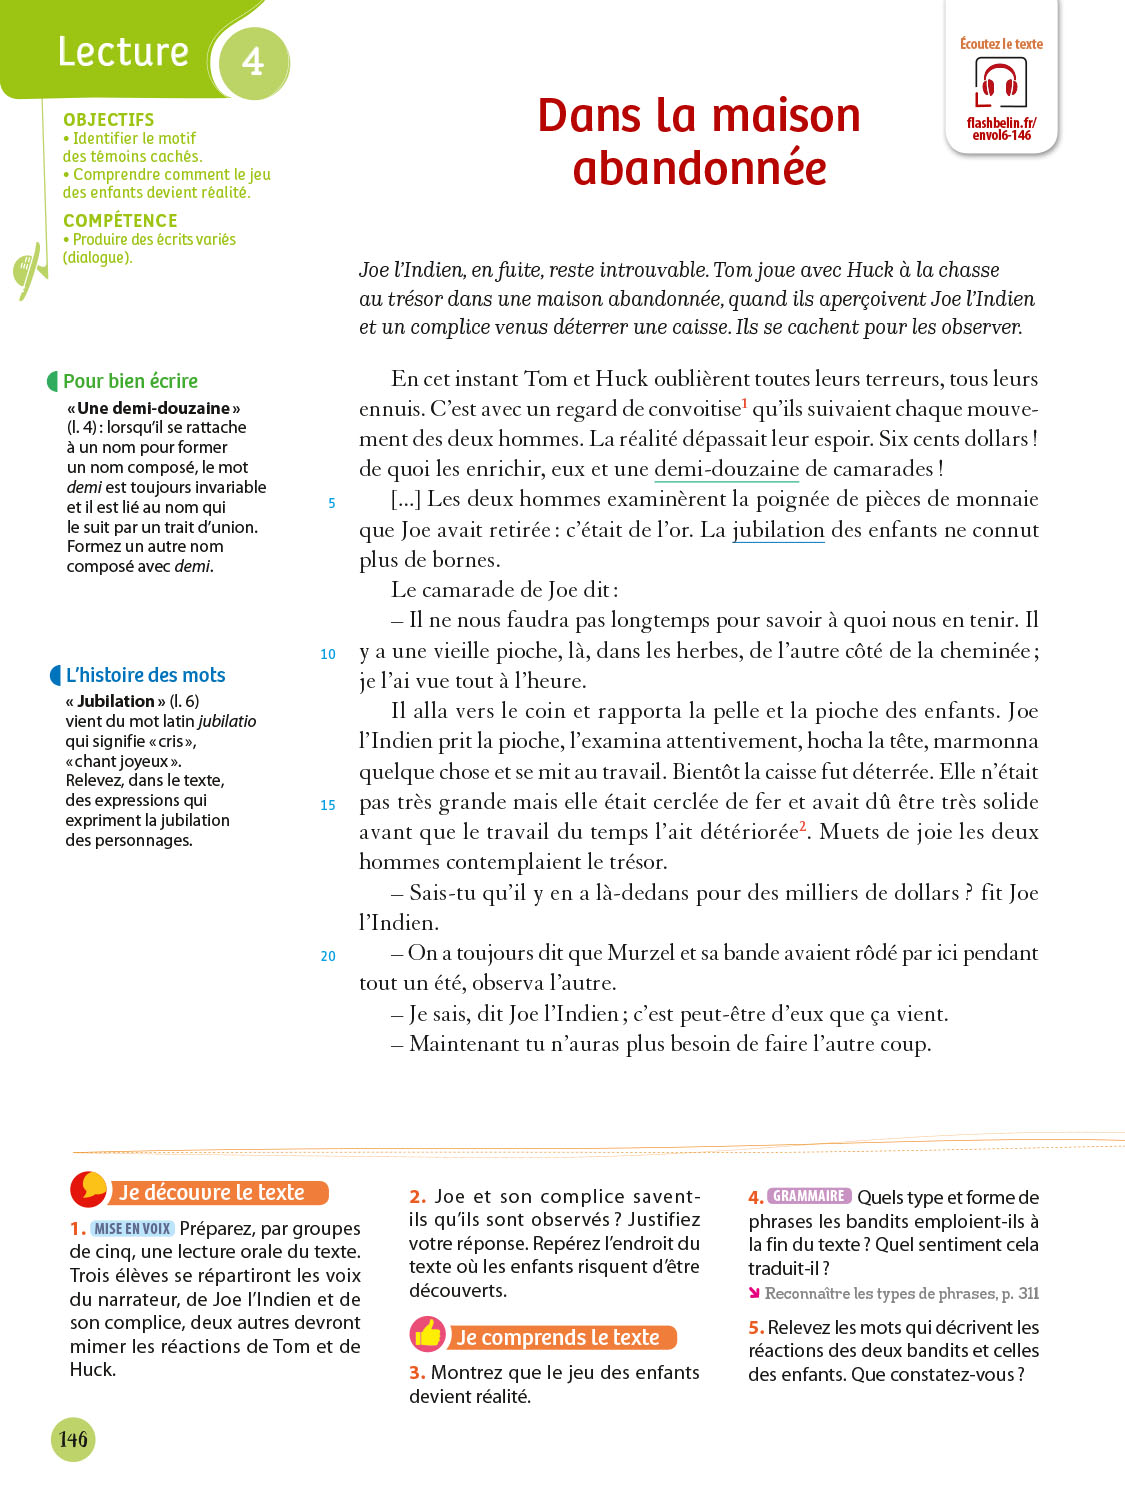 Lecture 4
Écoutez le texte
flashbelin.fr/
envol6-146
OBJECTIFS
• Identifier le motif
des témoins cachés.
• Comprendre comment le jeu
des enfants devient réalité.
COMPÉTENCE
• Produire des écrits variés
(dialogue).
Dans la maison
abandonnée
Joe l'Indien, en fuite, reste introuvable. Tom joue avec Huck à la chasse
au trésor dans une maison abandonnée, quand ils aperçoivent Joe l'Indien
et un complice venus déterrer une caisse. Ils se cachent pour les observer.
Pour bien écrire
« Une demi-douzaine »
(l. 4) : lorsqu'il se rattache
à un nom pour former
un nom composé, le mot
demi est toujours invariable
et il est lié au nom qui
le suit par un trait d'union.
Formez un autre nom
composé avec demi.
L'histoire des mots
« Jubilation » (l. 6)
vient du mot latin jubilatio
qui signifie « cris »,
« chant joyeux ».
Relevez, dans le texte,
des expressions qui
expriment la jubilation
des personnages.
En cet instant Tom et Huck oublièrent toutes leurs terreurs, tous leurs
ennuis. C'est avec un regard de convoitise1 qu'ils suivaient chaque mouve-
ment des deux hommes. La réalité dépassait leur espoir. Six cents dollars !
de quoi les enrichir, eux et une demi-douzaine de camarades !
5 [...] Les deux hommes examinèrent la poignée de pièces de monnaie
que Joe avait retirée : c'était de l'or. La jubilation des enfants ne connut
plus de bornes.
Le camarade de Joe dit :
– Il ne nous faudra pas longtemps pour savoir à quoi nous en tenir. Il
10 y a une vieille pioche, là, dans les herbes, de l'autre côté de la cheminée ;
je l'ai vue tout à l'heure.
Il alla vers le coin et rapporta la pelle et la pioche des enfants. Joe
l'Indien prit la pioche, l'examina attentivement, hocha la tête, marmonna
quelque chose et se mit au travail. Bientôt la caisse fut déterrée. Elle n'était
15 pas très grande mais elle était cerclée de fer et avait dû être très solide
avant que le travail du temps l'ait détériorée2. Muets de joie les deux
hommes contemplaient le trésor.
– Sais-tu qu'il y en a là-dedans pour des milliers de dollars ? fit Joe
l'Indien.
20 – On a toujours dit que Murzel et sa bande avaient rôdé par ici pendant
tout un été, observa l'autre.
– Je sais, dit Joe l'Indien ; c'est peut-être d'eux que ça vient.
– Maintenant tu n'auras plus besoin de faire l'autre coup.
Je découvre le texte
1. MISE EN VOIX Préparez, par groupes
de cinq, une lecture orale du texte.
Trois élèves se répartiront les voix
du narrateur, de Joe l'Indien et de
son complice, deux autres devront
mimer les réactions de Tom et de
Huck.
2. Joe et son complice savent-
ils qu'ils sont observés ? Justifiez
votre réponse. Repérez l'endroit du
texte où les enfants risquent d'être
découverts.
Je comprends le texte
3. Montrez que le jeu des enfants
devient réalité.
4. GRAMMAIRE Quels type et forme de
phrases les bandits emploient-ils à
la fin du texte ? Quel sentiment cela
traduit-il ?
Reconnaître les types de phrases, p. 311
5. Relevez les mots qui décrivent les
réactions des deux bandits et celles
des enfants. Que constatez-vous ?
146